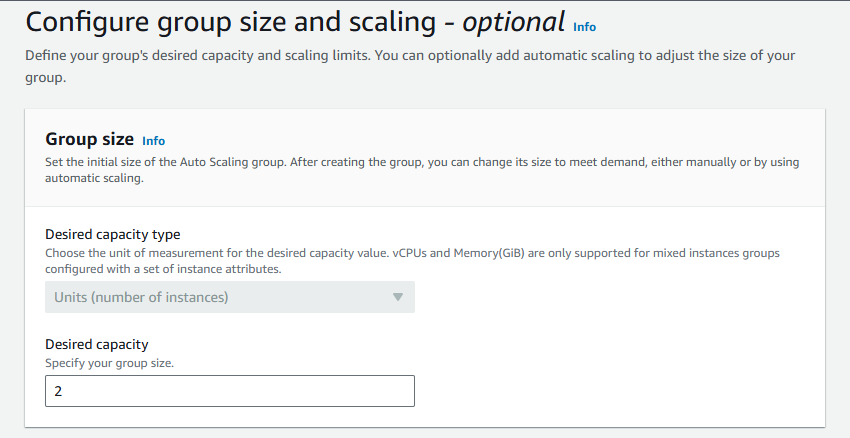 Configure group size and scaling - optional Info
Define your group's desired capacity and scaling limits. You can optionally add automatic scaling to adjust the size of your
group.
Group size Info
Set the initial size of the Auto Scaling group. After creating the group, you can change its size to meet demand, either manually or by using
automatic scaling.
Desired capacity type
Choose the unit of measurement for the desired capacity value. vCPUs and Memory(GiB) are only supported for mixed instances groups
configured with a set of instance attributes.
Units (number of instances)
Desired capacity
Specify your group size.
2